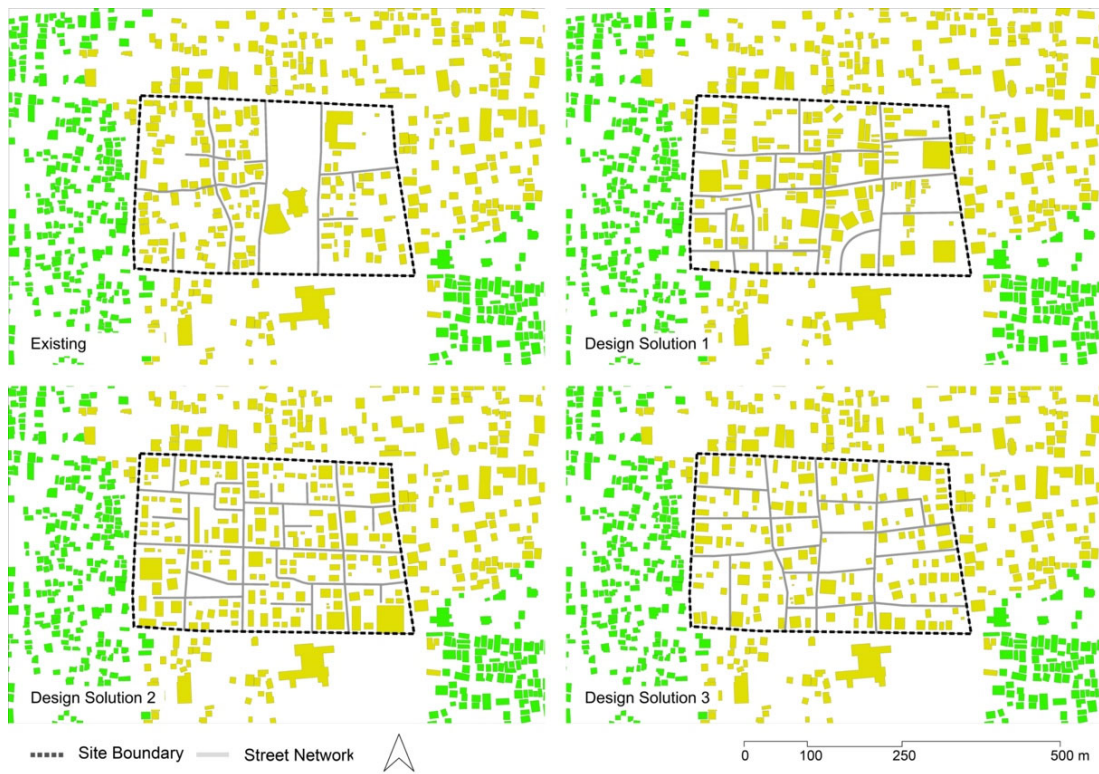 Existing
Design Solution 1
Design Solution 2
Design Solution 3
Site Boundary Street Network
0 100 250 500 m